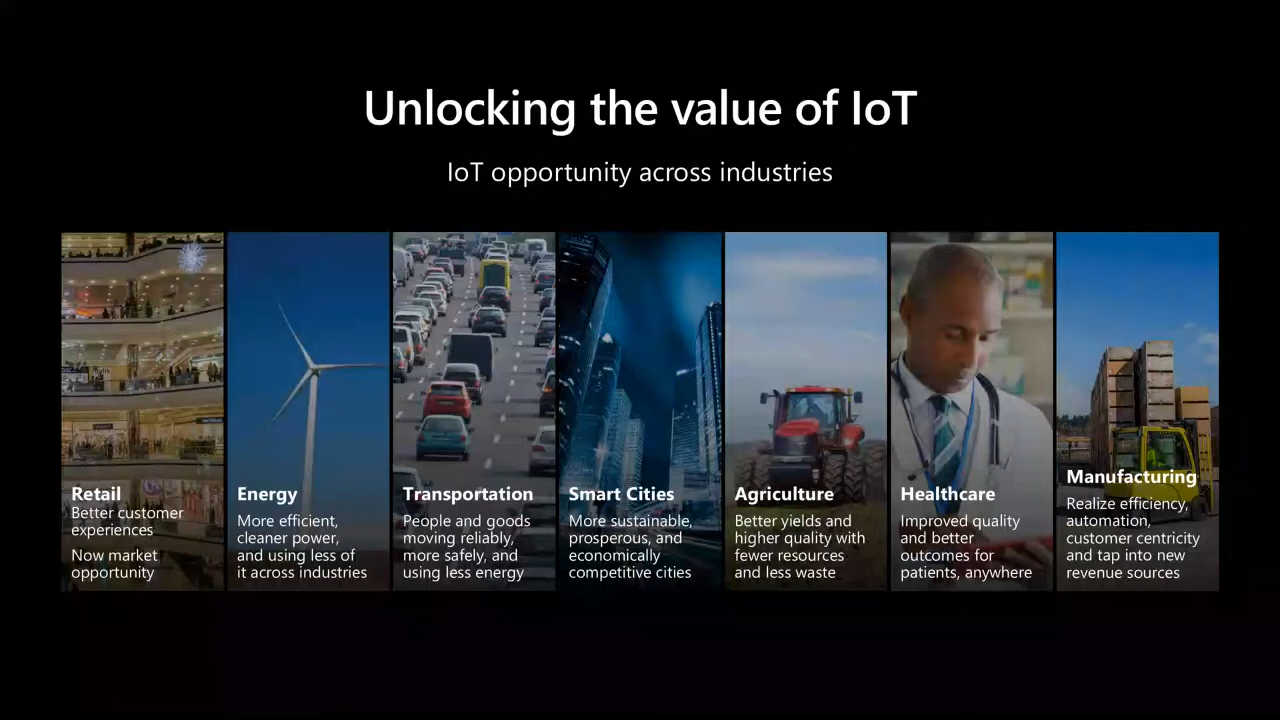 Unlocking the value of IoT
IoT opportunity across industries
Retail
Better customer
experiences
Now market
opportunity
Energy
More efficient,
cleaner power,
and using less of
it across industries
Transportation
People and goods
moving reliably,
more safely, and
using less energy
Smart Cities
More sustainable,
prosperous, and
economically
competitive cities
Agriculture
Better yields and
higher quality with
fewer resources
and less waste
Healthcare
Improved quality
and better
outcomes for
patients, anywhere
Manufacturing
Realize efficiency,
automation,
customer centricity
and tap into new
revenue sources